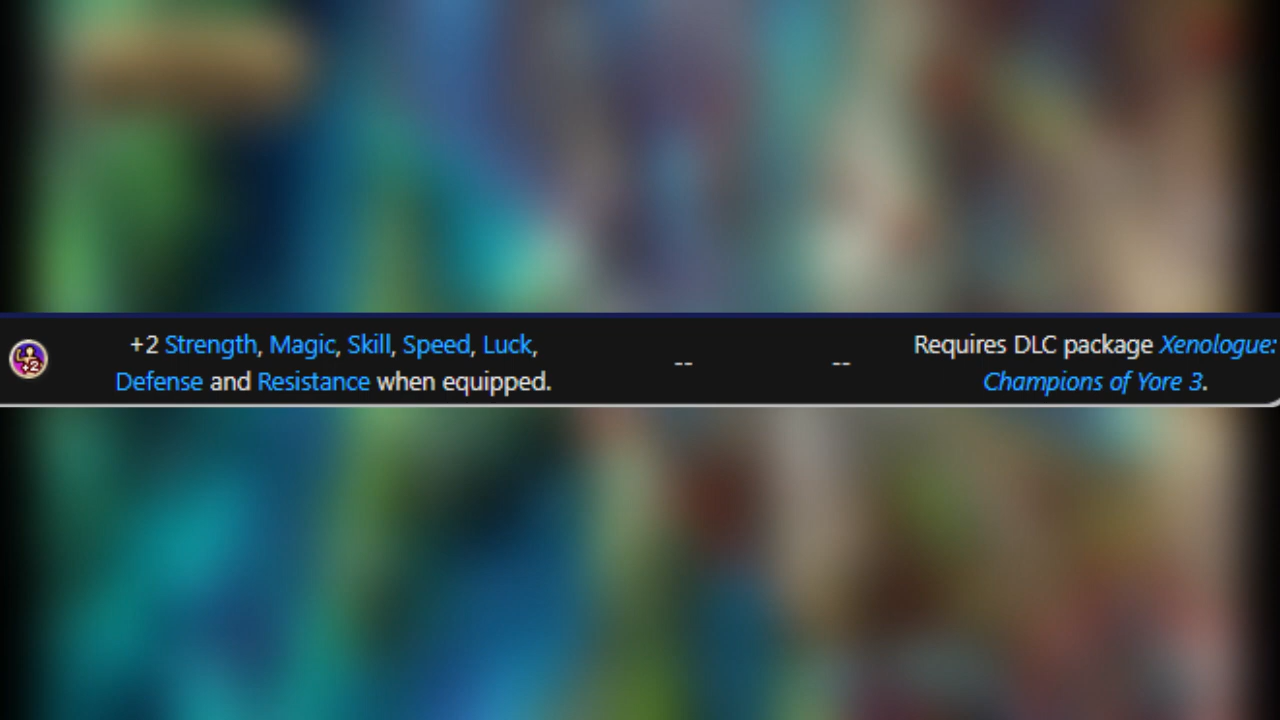 +2
+2 Strength, Magic, Skill, Speed, Luck,
Defense and Resistance when equipped.
--
--
Requires DLC package Xenologue:
Champions of Yore 3.